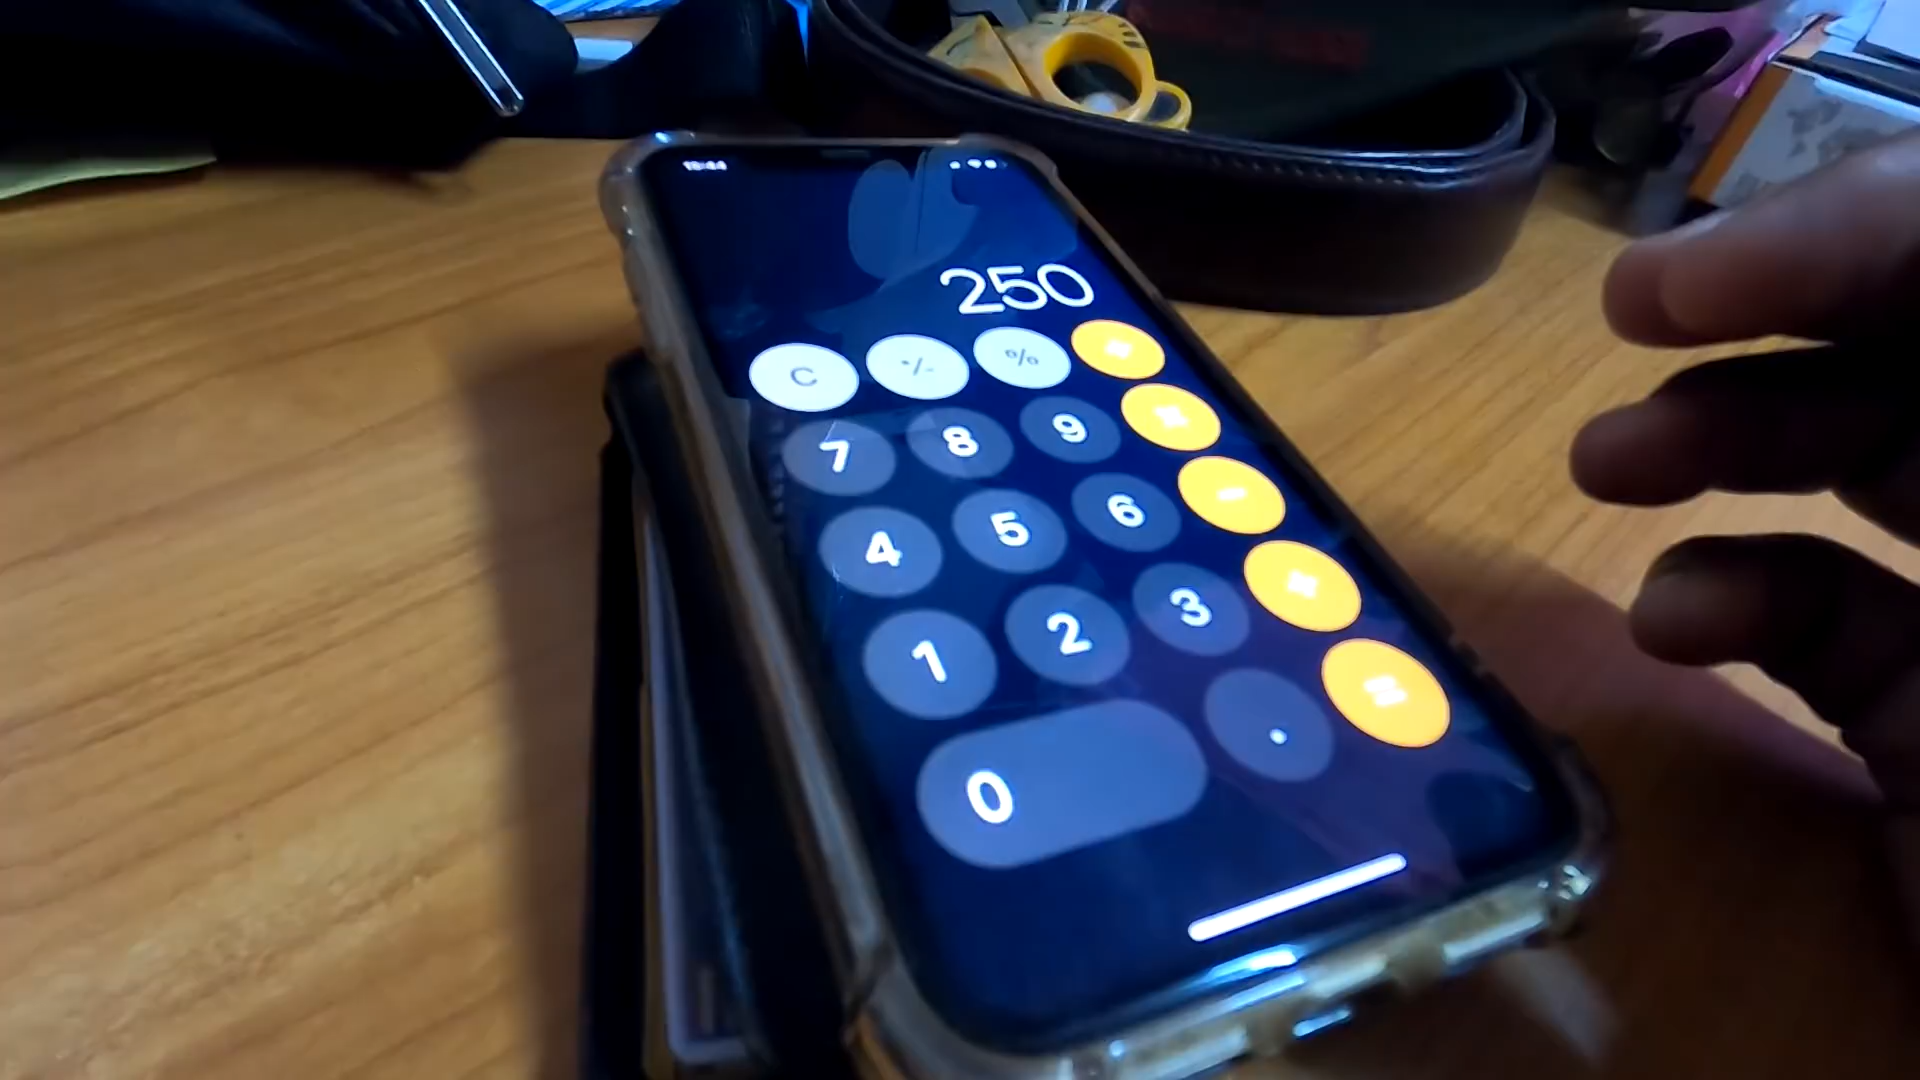 250
C +/- %
7 8 9 ×
4 5 6 −
1 2 3 +
0 . =